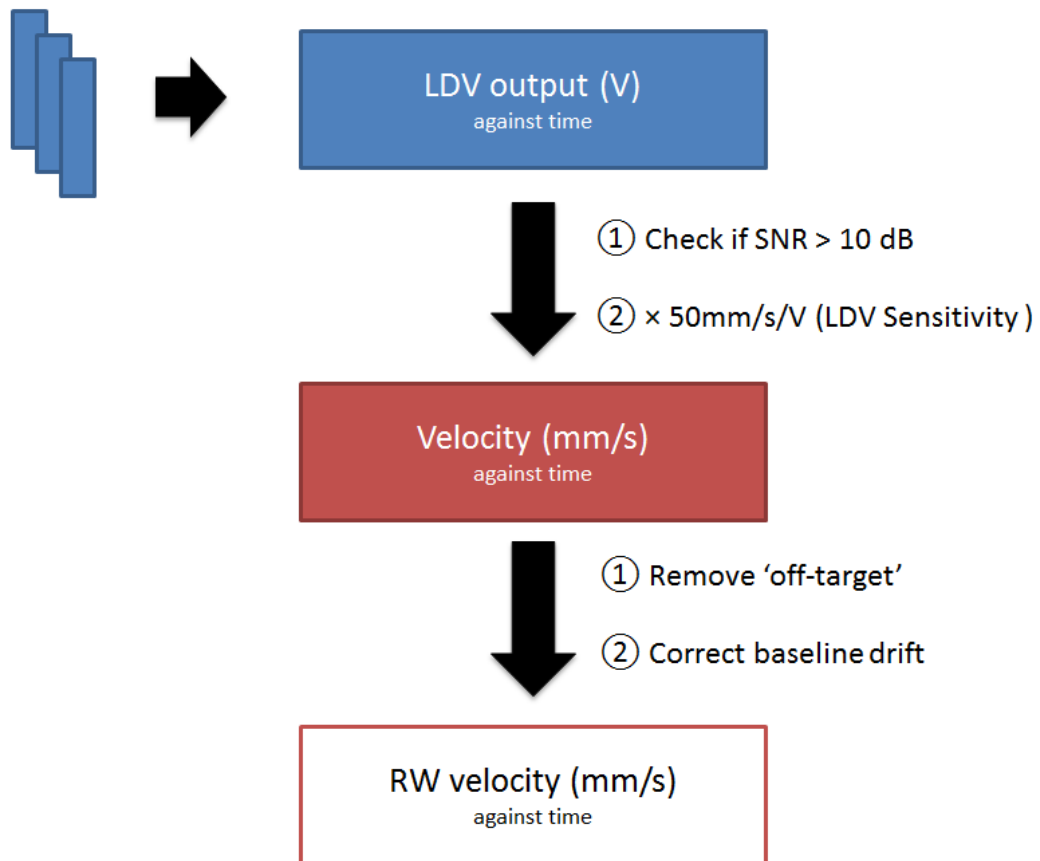 LDV output (V)
against time
① Check if SNR > 10 dB
② × 50mm/s/V (LDV Sensitivity )
Velocity (mm/s)
against time
① Remove ‘off-target’
② Correct baseline drift
RW velocity (mm/s)
against time